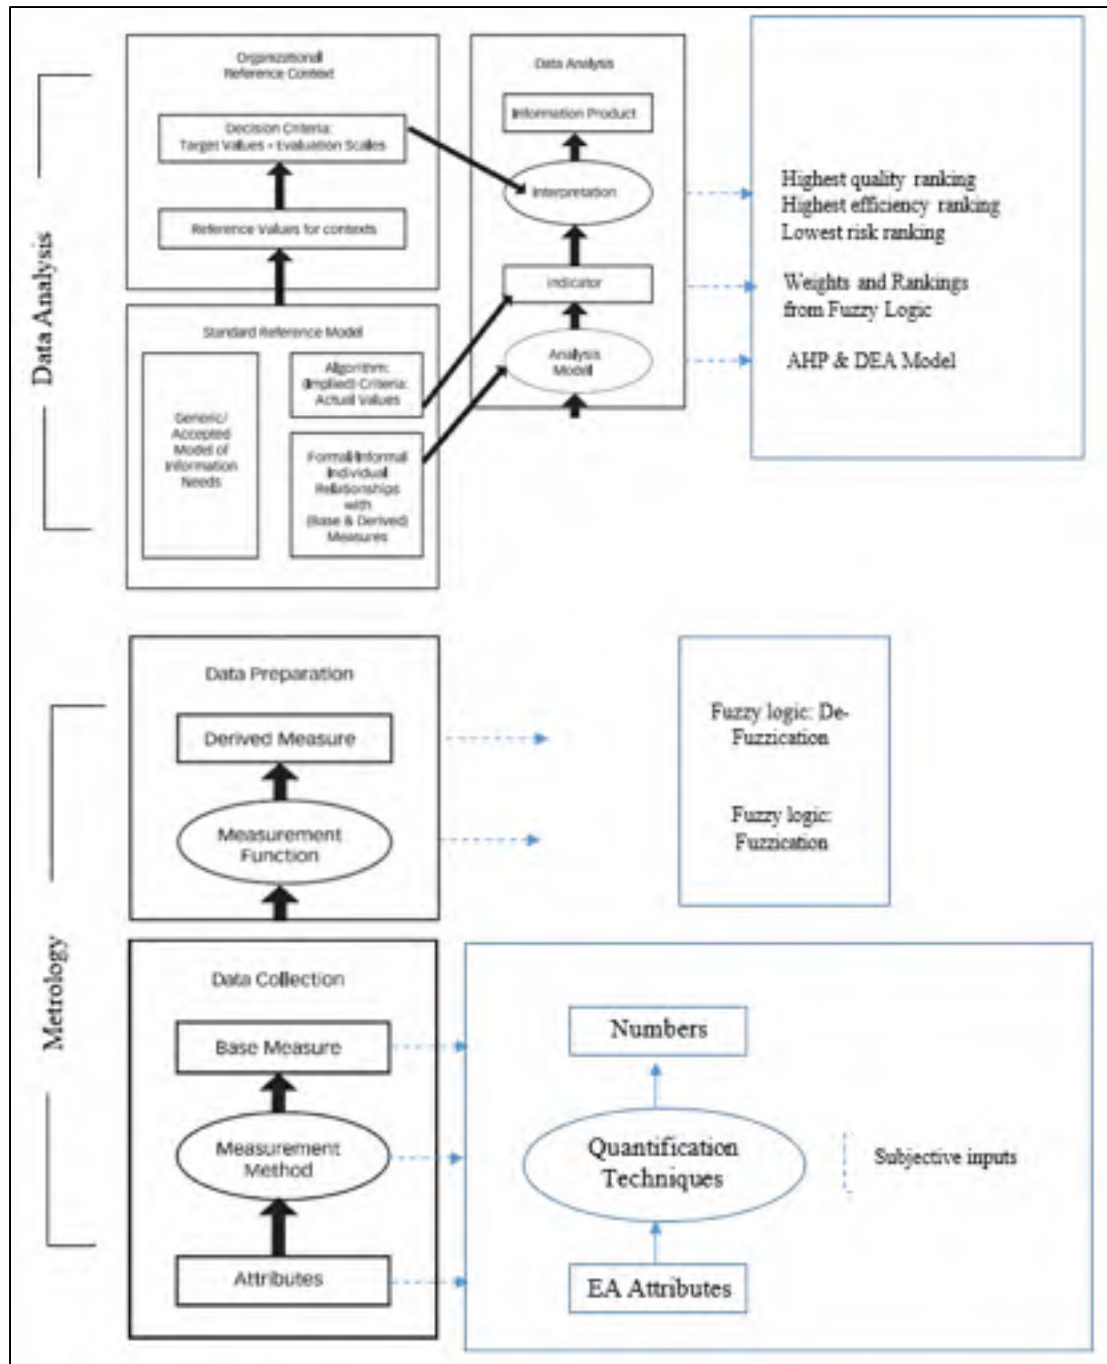 Data Analysis
Organizational
Reference Context
Decision Criteria:
Target Values - Evaluation Scales
Reference Values for contexts
Standard Reference Model
Generic/
Accepted
Model of
Information
Needs
Algorithm:
(Implied) Criteria:
Actual Values
Formal/Informal
Individual
Relationships
with
(Base & Derived)
Measures
Data Analysis
Information Product
Interpretation
Indicator
Analysis
Model
Highest quality ranking
Highest efficiency ranking
Lowest risk ranking
Weights and Rankings
from Fuzzy Logic
AHP & DEA Model
Metrology
Data Preparation
Derived Measure
Measurement
Function
Fuzzy logic: De-
Fuzzication
Fuzzy logic:
Fuzzication
Data Collection
Base Measure
Measurement
Method
Attributes
Numbers
Quantification
Techniques
EA Attributes
Subjective inputs